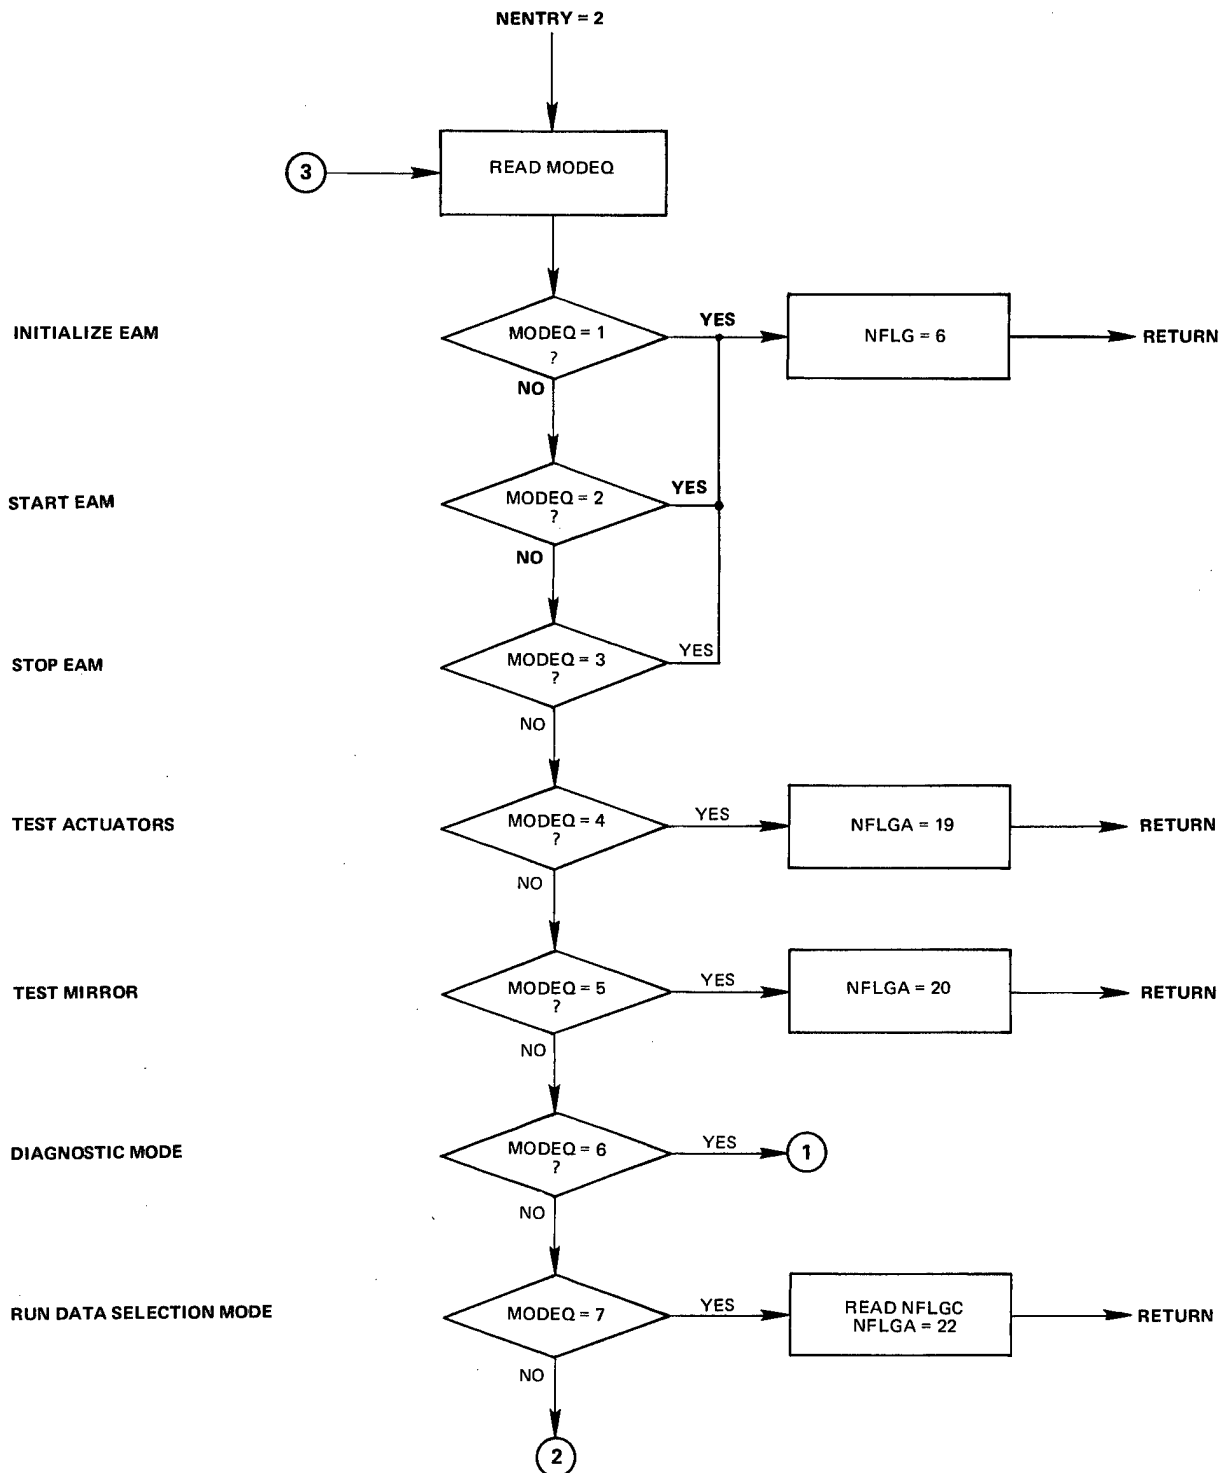 NENTRY = 2
READ MODEQ
3
INITIALIZE EAM
MODEQ = 1
?
YES
NFLG = 6
RETURN
NO
START EAM
MODEQ = 2
?
YES
NO
STOP EAM
MODEQ = 3
?
YES
NO
TEST ACTUATORS
MODEQ = 4
?
YES
NFLGA = 19
RETURN
NO
TEST MIRROR
MODEQ = 5
?
YES
NFLGA = 20
RETURN
NO
DIAGNOSTIC MODE
MODEQ = 6
?
YES
1
NO
RUN DATA SELECTION MODE
MODEQ = 7
YES
READ NFLGC
NFLGA = 22
RETURN
NO
2